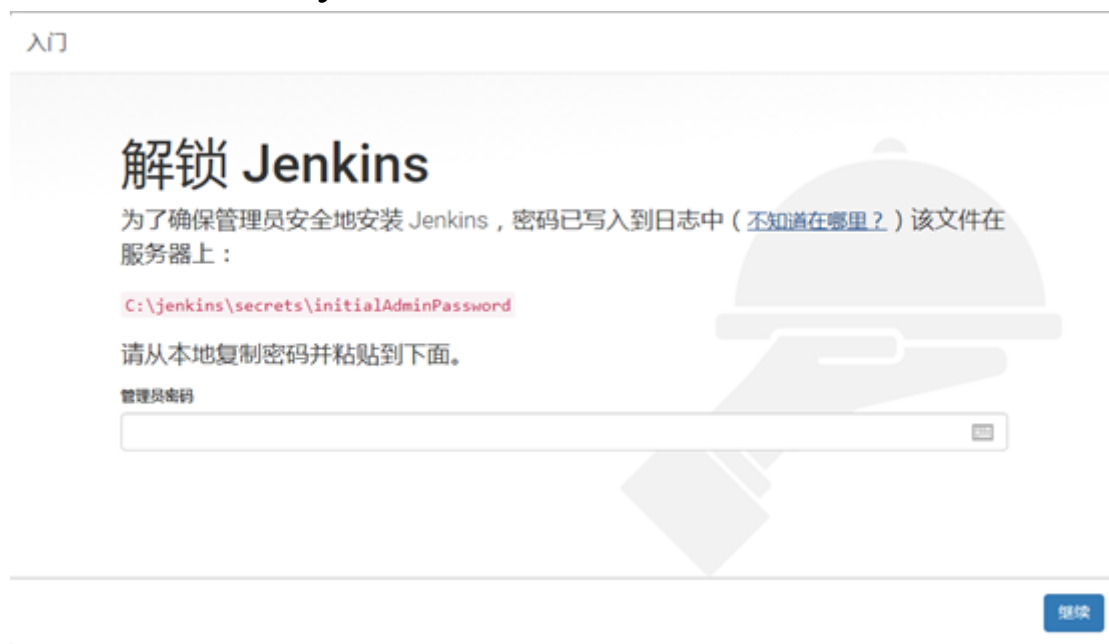 入门
解锁 Jenkins
为了确保管理员安全地安装 Jenkins，密码已写入到日志中（不知道在哪里？）该文件在
服务器上：
C:\jenkins\secrets\initialAdminPassword
请从本地复制密码并粘贴到下面。
管理员密码
继续